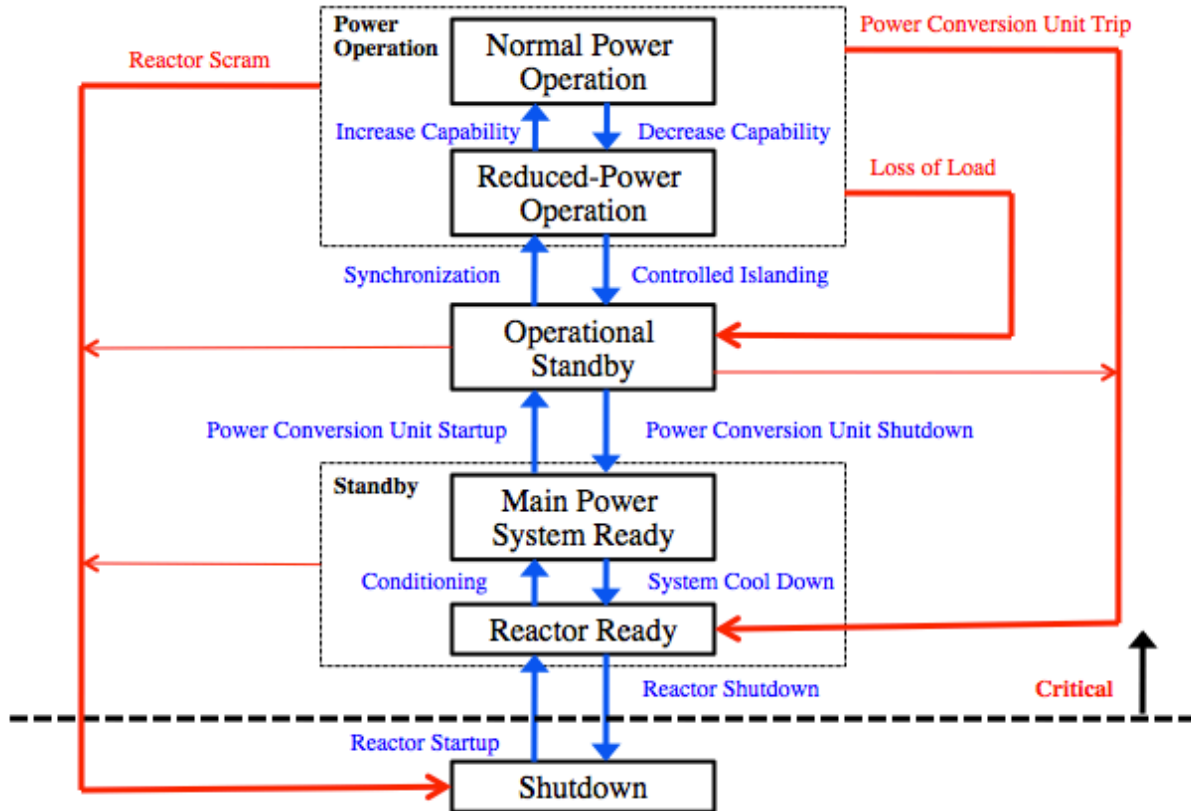 Power
Operation
Normal Power
Operation
Power Conversion Unit Trip
Reactor Scram
Increase Capability
Decrease Capability
Reduced-Power
Operation
Loss of Load
Synchronization
Controlled Islanding
Operational
Standby
Power Conversion Unit Startup
Power Conversion Unit Shutdown
Standby
Main Power
System Ready
Conditioning
System Cool Down
Reactor Ready
Reactor Shutdown
Critical
Reactor Startup
Shutdown